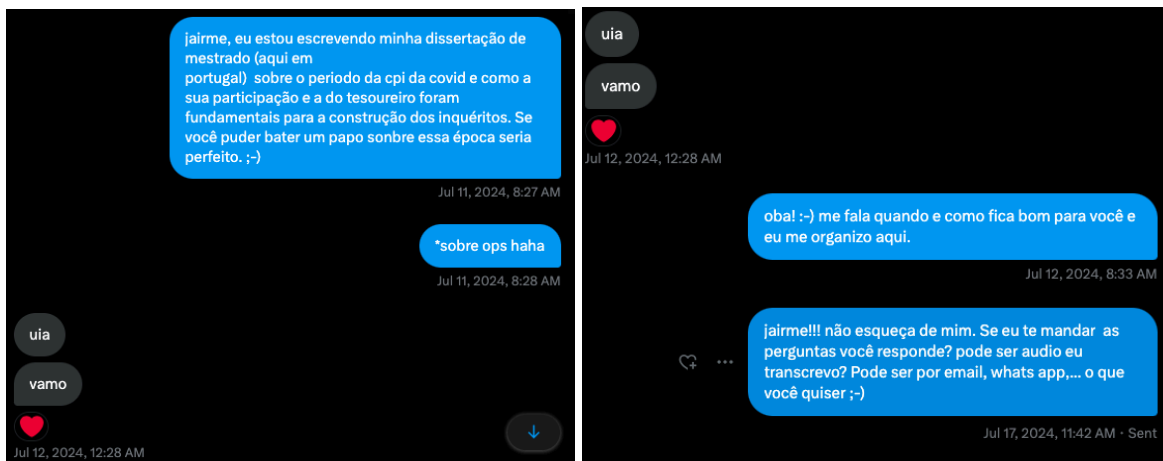 jairme, eu estou escrevendo minha dissertação de
mestrado (aqui em
portugal)  sobre o periodo da cpi da covid e como a
sua participação e a do tesoureiro foram
fundamentais para a construção dos inquéritos. Se
você puder bater um papo sonbre essa época seria
perfeito. ;-)
Jul 11, 2024, 8:27 AM
*sobre ops haha
Jul 11, 2024, 8:28 AM
uia
vamo
Jul 12, 2024, 12:28 AM
uia
vamo
Jul 12, 2024, 12:28 AM
oba! :-) me fala quando e como fica bom para você e
eu me organizo aqui.
Jul 12, 2024, 8:33 AM
jairme!!! não esqueça de mim. Se eu te mandar  as
perguntas você responde? pode ser audio eu
transcrevo? Pode ser por email, whats app,... o que
você quiser ;-)
Jul 17, 2024, 11:42 AM · Sent